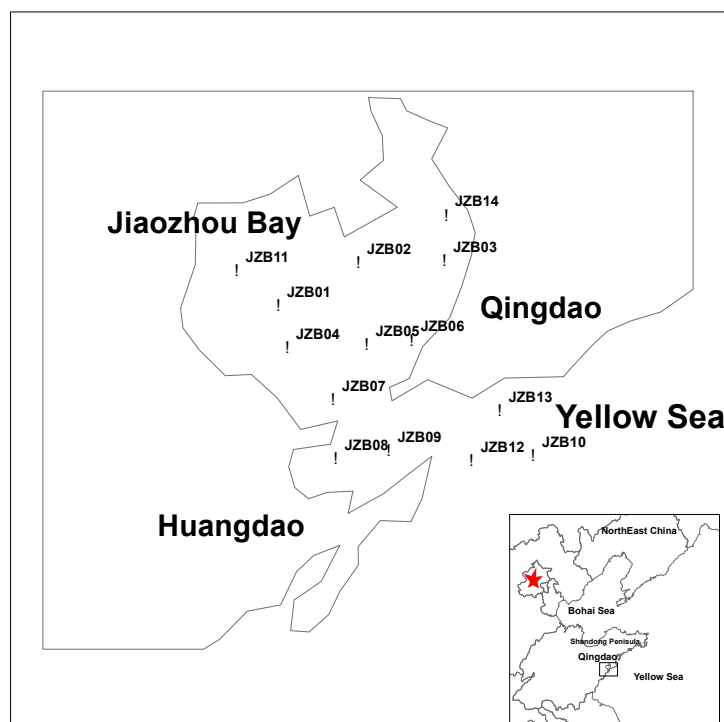 JZB14
Jiaozhou Bay
JZB11
JZB02
JZB03
JZB01
Qingdao
JZB04
JZB05
JZB06
JZB07
JZB13
Yellow Sea
JZB08
JZB09
JZB12
JZB10
Huangdao
NorthEast China
Bohai Sea
Shandong Penisula
Qingdao
Yellow Sea